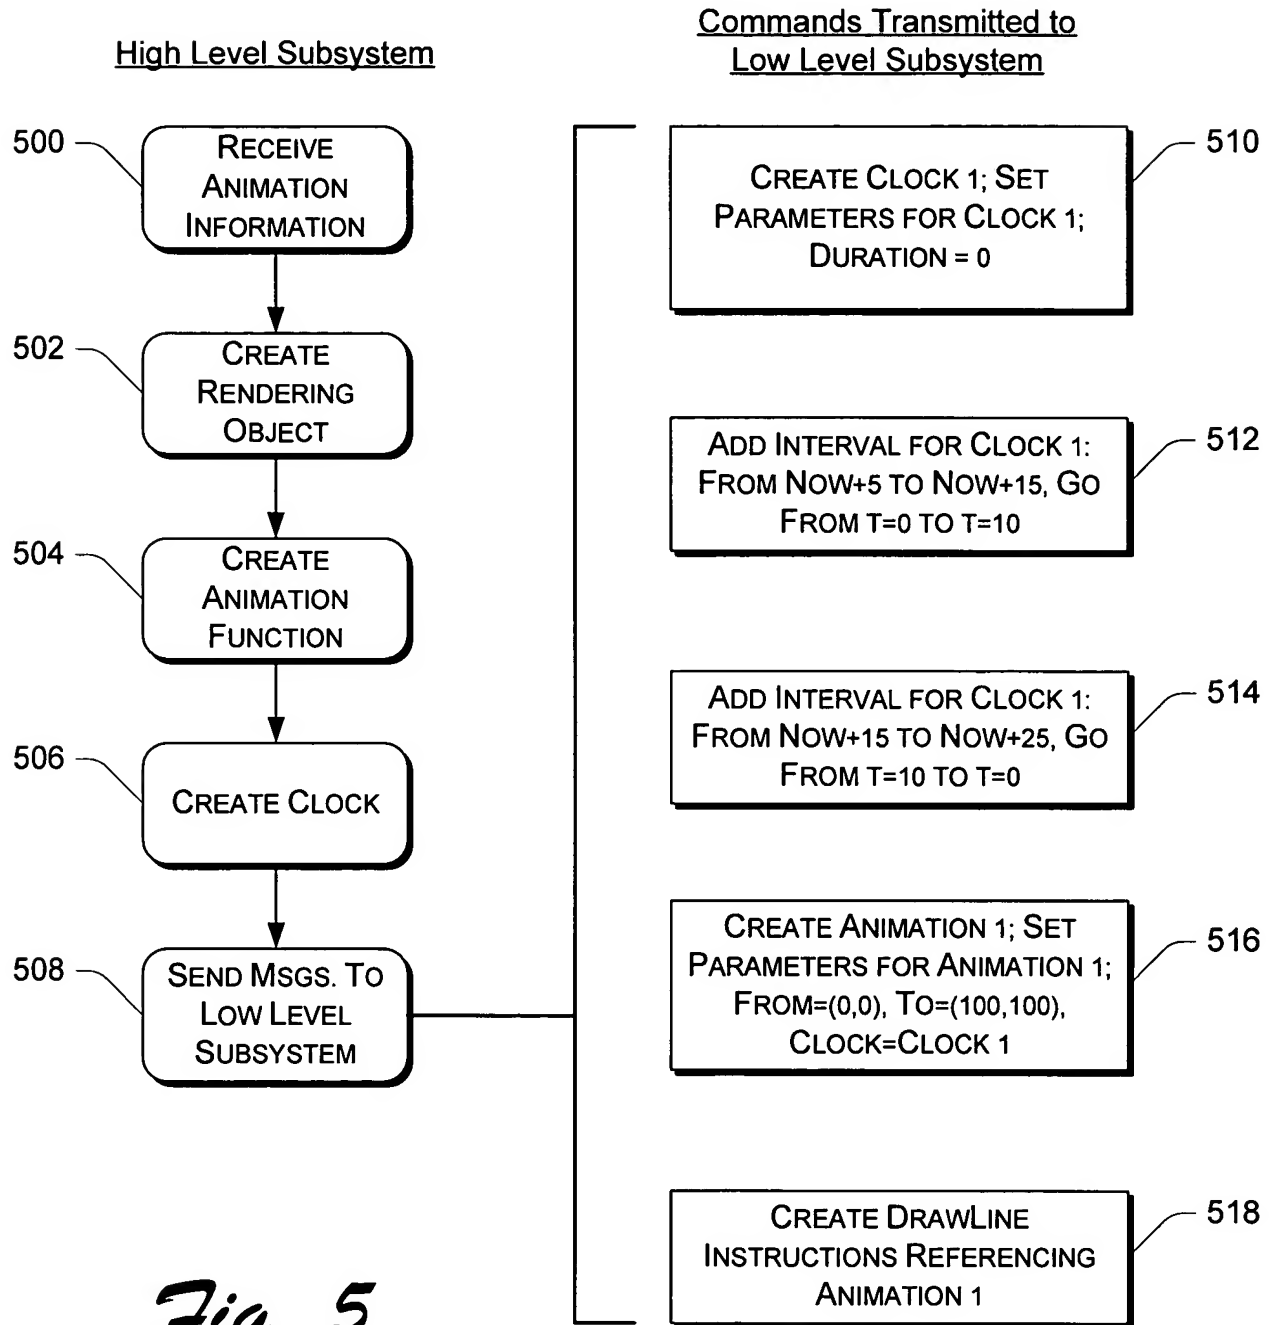 High Level Subsystem
Commands Transmitted to
Low Level Subsystem
500
RECEIVE
ANIMATION
INFORMATION
502
CREATE
RENDERING
OBJECT
504
CREATE
ANIMATION
FUNCTION
506
CREATE CLOCK
508
SEND MSGS. TO
LOW LEVEL
SUBSYSTEM
510
CREATE CLOCK 1; SET
PARAMETERS FOR CLOCK 1;
DURATION = 0
512
ADD INTERVAL FOR CLOCK 1:
FROM NOW+5 TO NOW+15, GO
FROM T=0 TO T=10
514
ADD INTERVAL FOR CLOCK 1:
FROM NOW+15 TO NOW+25, GO
FROM T=10 TO T=0
516
CREATE ANIMATION 1; SET
PARAMETERS FOR ANIMATION 1;
FROM=(0,0), TO=(100,100),
CLOCK=CLOCK 1
518
CREATE DRAWLINE
INSTRUCTIONS REFERENCING
ANIMATION 1
Fig. 5